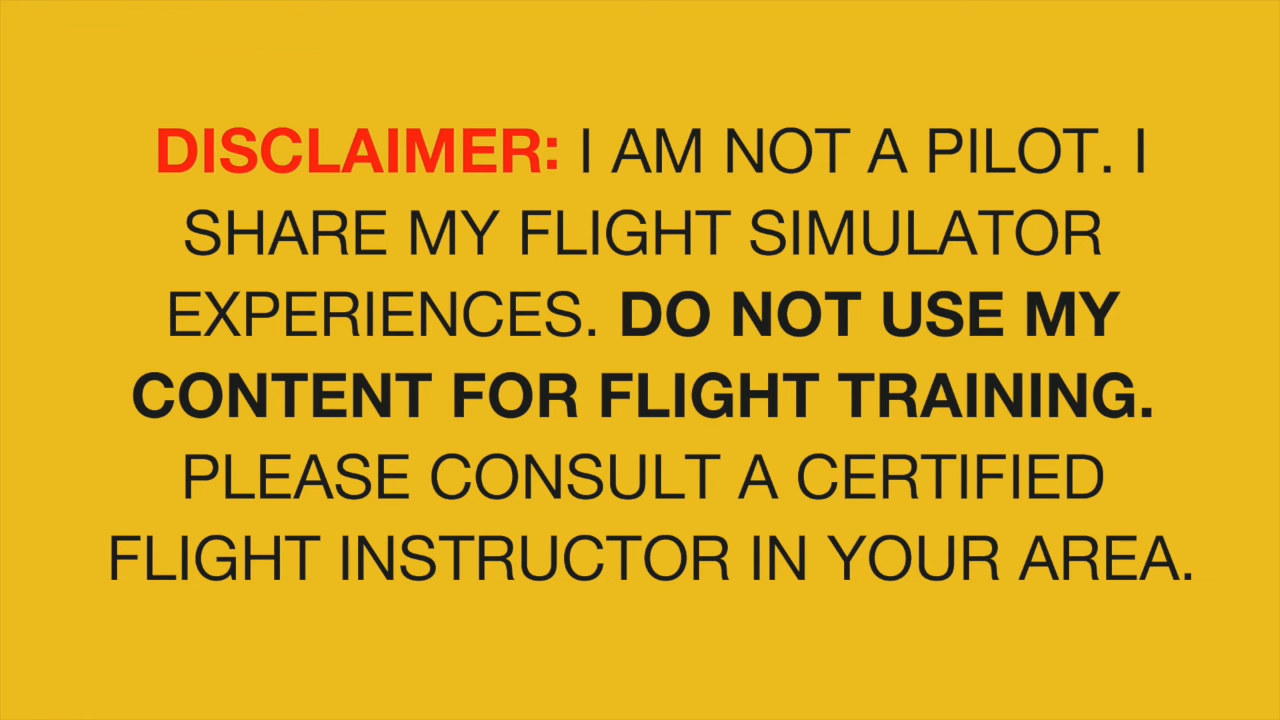 DISCLAIMER: I AM NOT A PILOT. I
SHARE MY FLIGHT SIMULATOR
EXPERIENCES. DO NOT USE MY
CONTENT FOR FLIGHT TRAINING.
PLEASE CONSULT A CERTIFIED
FLIGHT INSTRUCTOR IN YOUR AREA.